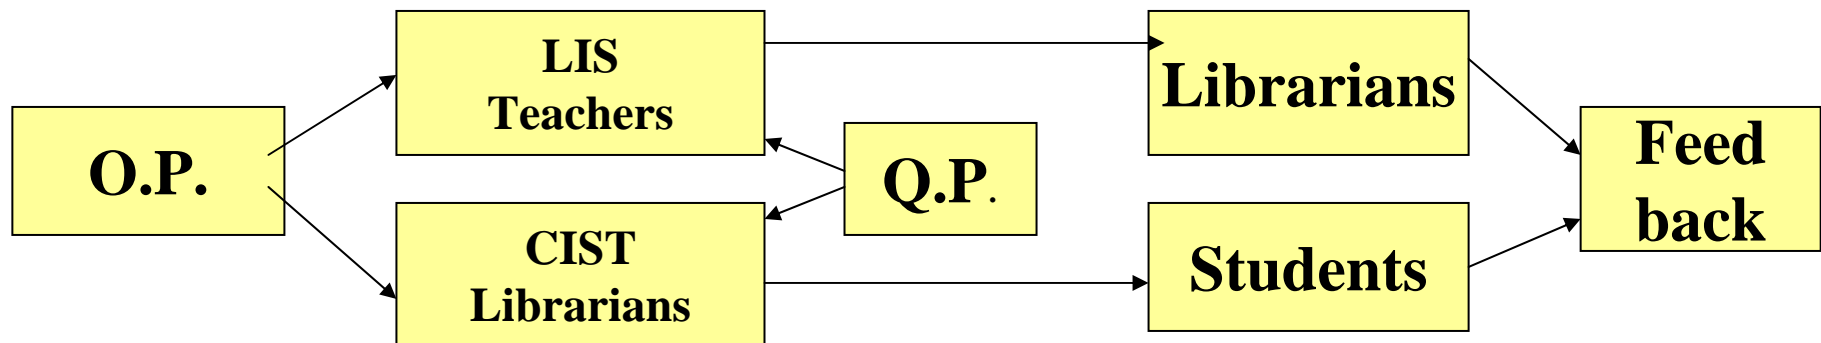 O.P.
LIS
Teachers
CIST
Librarians
Q.P.
Librarians
Students
Feed
back